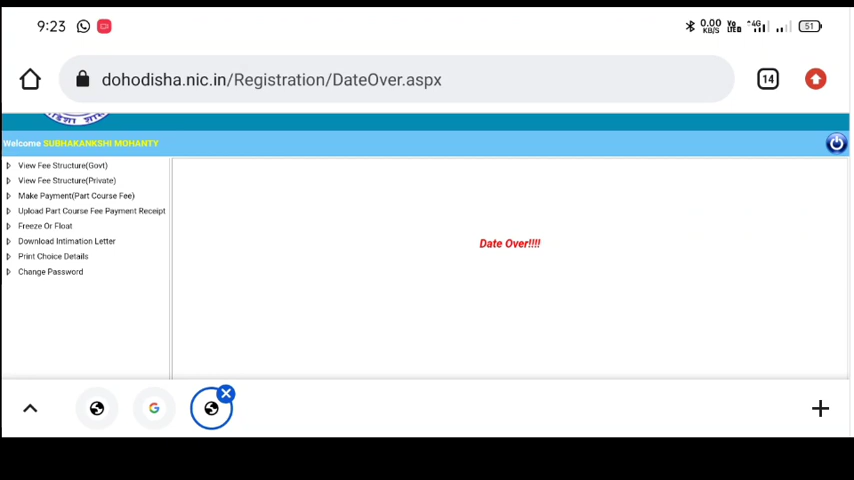 9:23
0.00 KB/S Vo LTE 4G 51
dohodisha.nic.in/Registration/DateOver.aspx
14
Welcome SUBHAKANKSHI MOHANTY
View Fee Structure(Govt)
View Fee Structure(Private)
Make Payment(Part Course Fee)
Upload Part Course Fee Payment Receipt
Freeze Or Float
Download Intimation Letter
Print Choice Details
Change Password
Date Over!!!!